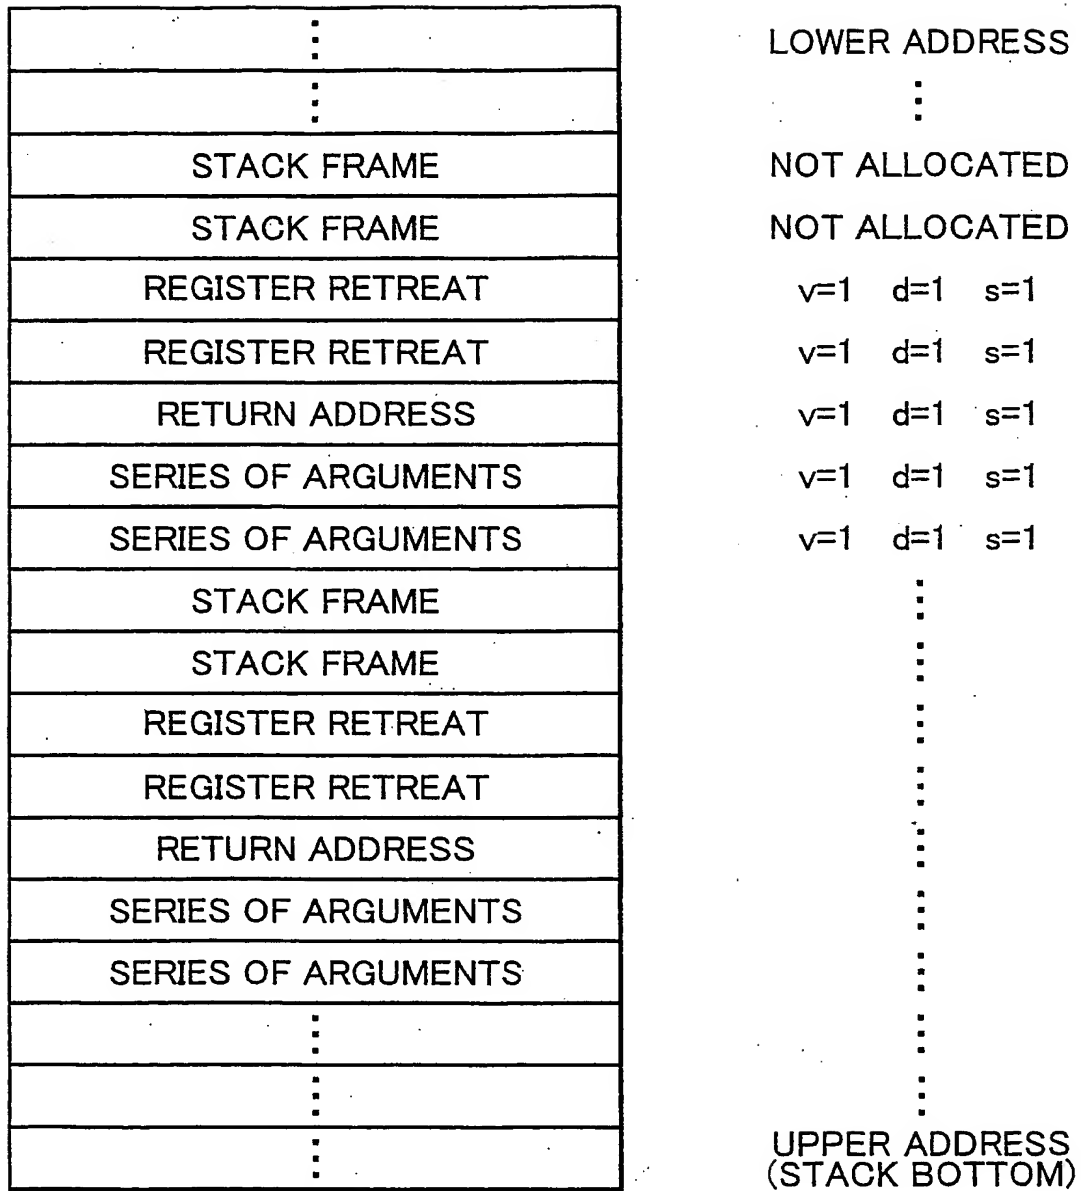 ⋮ LOWER ADDRESS
⋮ ⋮
STACK FRAME NOT ALLOCATED
STACK FRAME NOT ALLOCATED
REGISTER RETREAT v=1 d=1 s=1
REGISTER RETREAT v=1 d=1 s=1
RETURN ADDRESS v=1 d=1 s=1
SERIES OF ARGUMENTS v=1 d=1 s=1
SERIES OF ARGUMENTS v=1 d=1 s=1
STACK FRAME ⋮
STACK FRAME ⋮
REGISTER RETREAT ⋮
REGISTER RETREAT ⋮
RETURN ADDRESS ⋮
SERIES OF ARGUMENTS ⋮
SERIES OF ARGUMENTS ⋮
⋮ ⋮
⋮ ⋮
⋮ UPPER ADDRESS
(STACK BOTTOM)